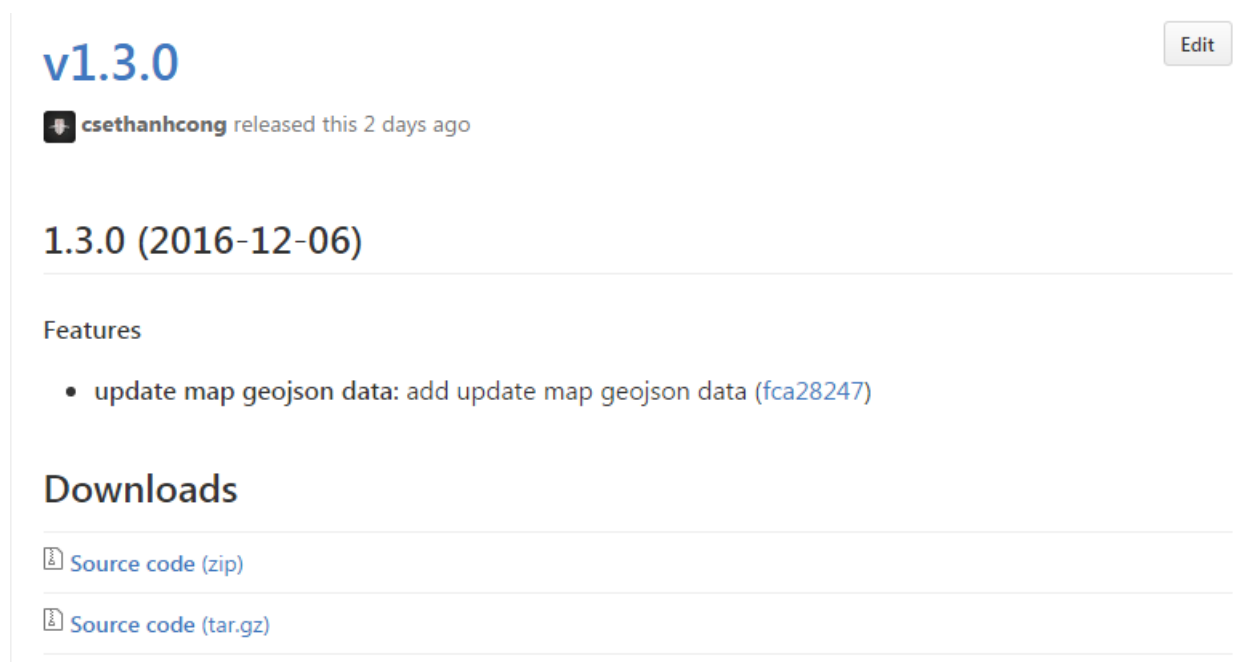 v1.3.0
Edit
csethanhcong released this 2 days ago
1.3.0 (2016-12-06)
Features
• update map geojson data: add update map geojson data (fca28247)
Downloads
Source code (zip)
Source code (tar.gz)